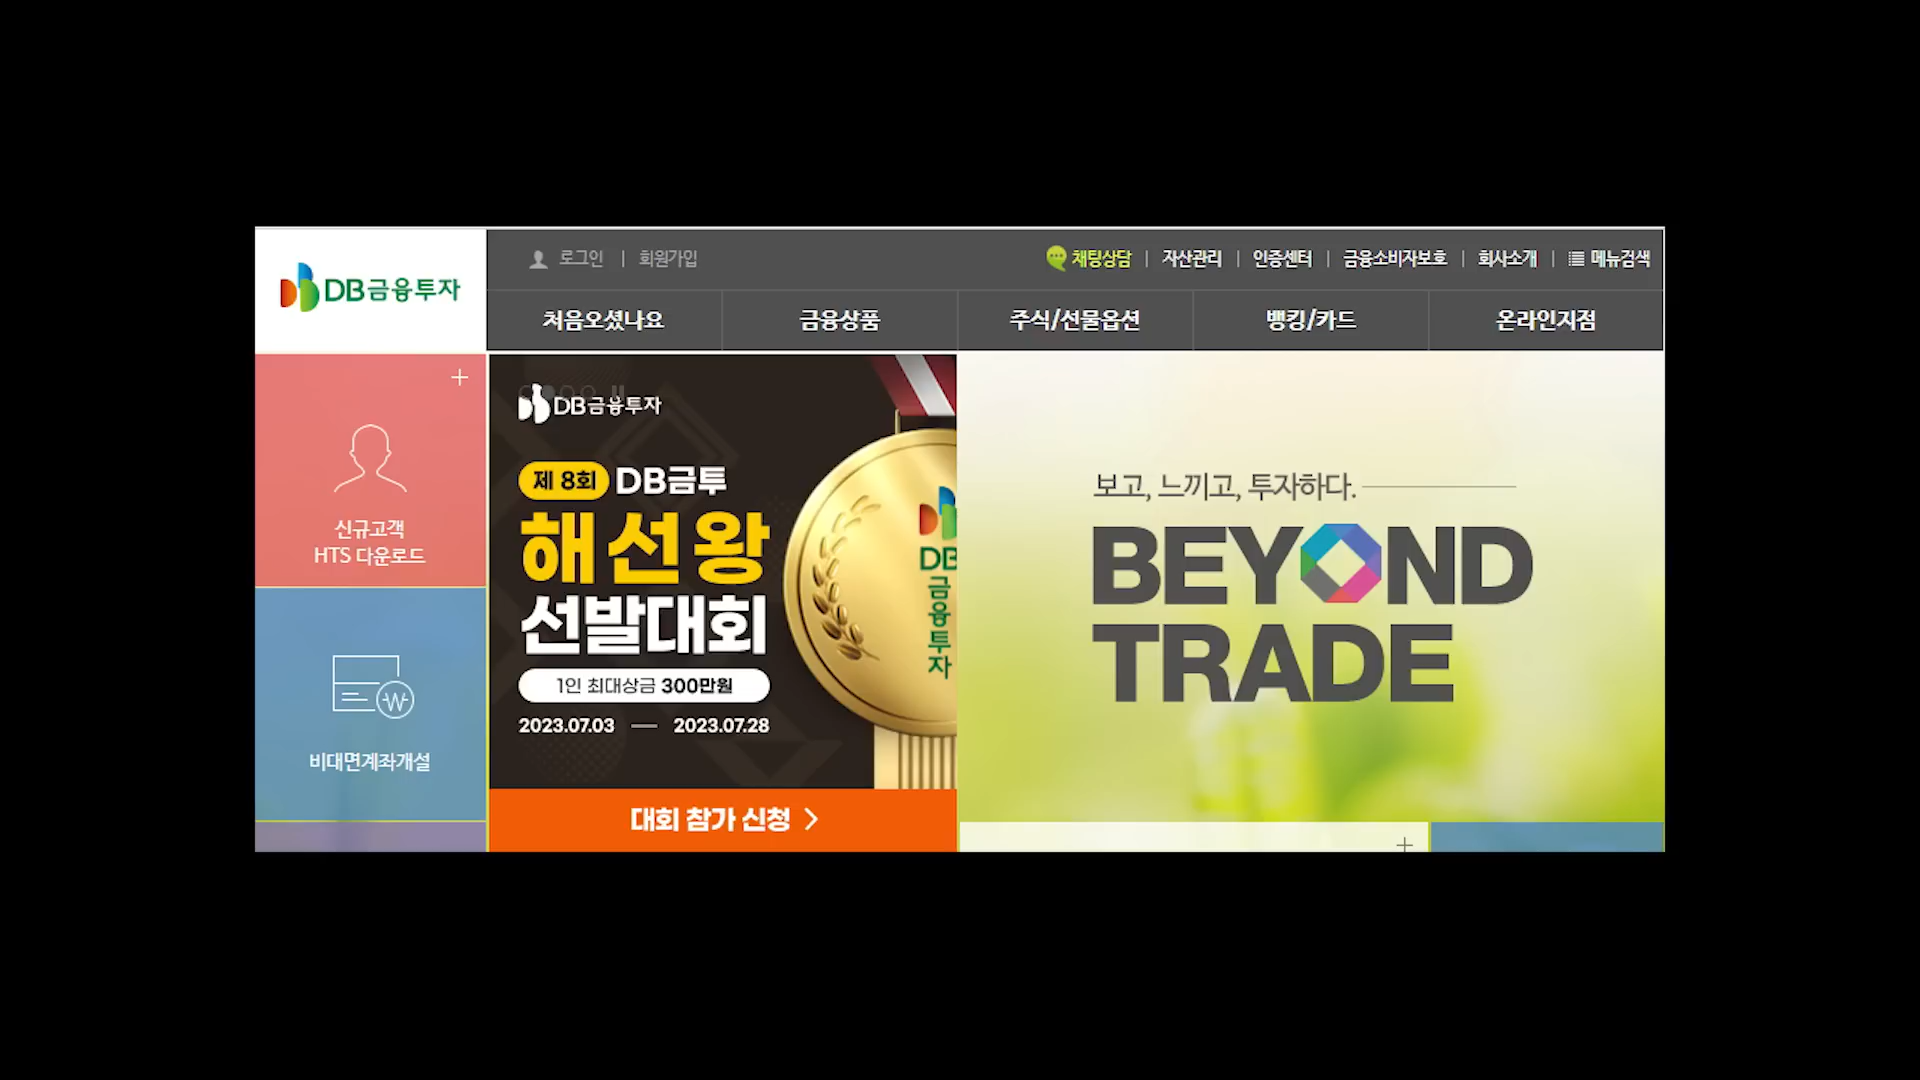 DB금융투자
로그인 | 회원가입
채팅상담 | 자산관리 | 인증센터 | 금융소비자보호 | 회사소개 | 메뉴검색
처음오셨나요
금융상품
주식/선물옵션
뱅킹/카드
온라인지점
신규고객
HTS 다운로드
비대면계좌개설
DB금융투자
제 8회 DB금투
해선왕
선발대회
1인 최대상금 300만원
2023.07.03 — 2023.07.28
DB
금
융
투
자
대회 참가 신청 >
보고, 느끼고, 투자하다.
BEYOND
TRADE